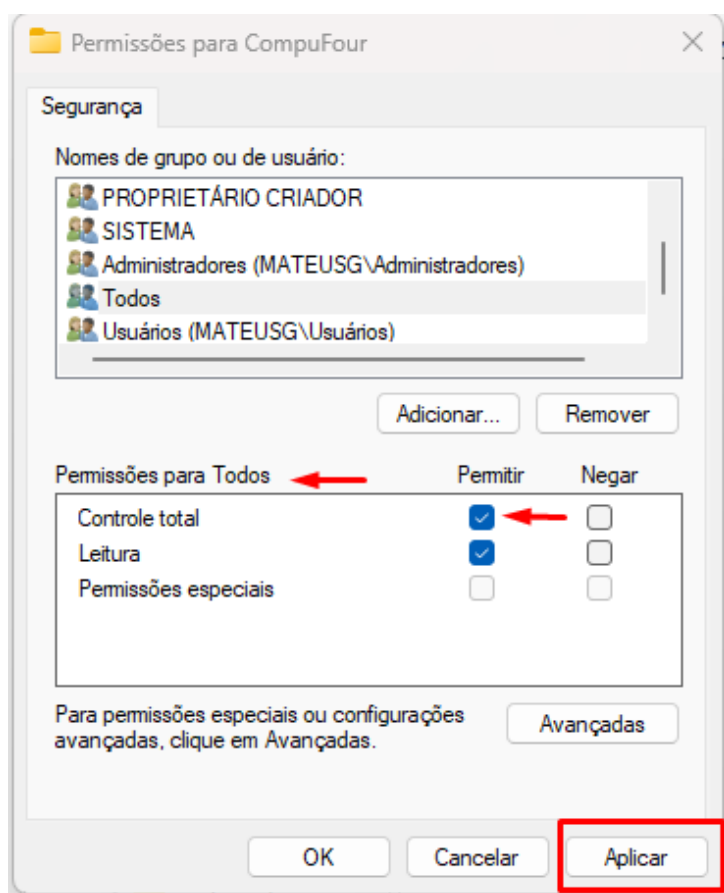 Permissões para CompuFour
Segurança
Nomes de grupo ou de usuário:
PROPRIETÁRIO CRIADOR
SISTEMA
Administradores (MATEUSG\Administradores)
Todos
Usuários (MATEUSG\Usuários)
Adicionar... Remover
Permissões para Todos Permitir Negar
Controle total
Leitura
Permissões especiais
Para permissões especiais ou configurações
avançadas, clique em Avançadas.
Avançadas
OK Cancelar Aplicar